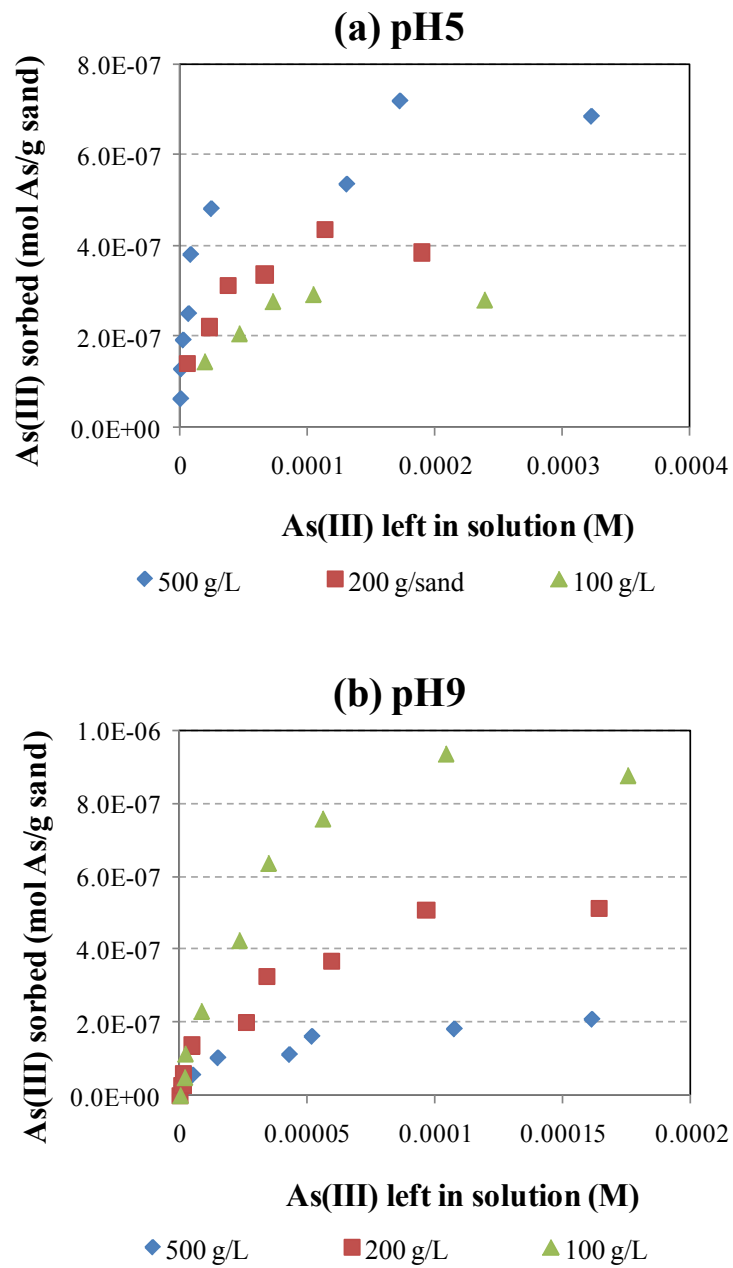 (a) pH5
8.0E-07
6.0E-07
4.0E-07
2.0E-07
0.0E+00
As(III) sorbed (mol As/g sand)
0 0.0001 0.0002 0.0003 0.0004
As(III) left in solution (M)
500 g/L 200 g/sand 100 g/L
(b) pH9
1.0E-06
8.0E-07
6.0E-07
4.0E-07
2.0E-07
0.0E+00
As(III) sorbed (mol As/g sand)
0 0.00005 0.0001 0.00015 0.0002
As(III) left in solution (M)
500 g/L 200 g/L 100 g/L